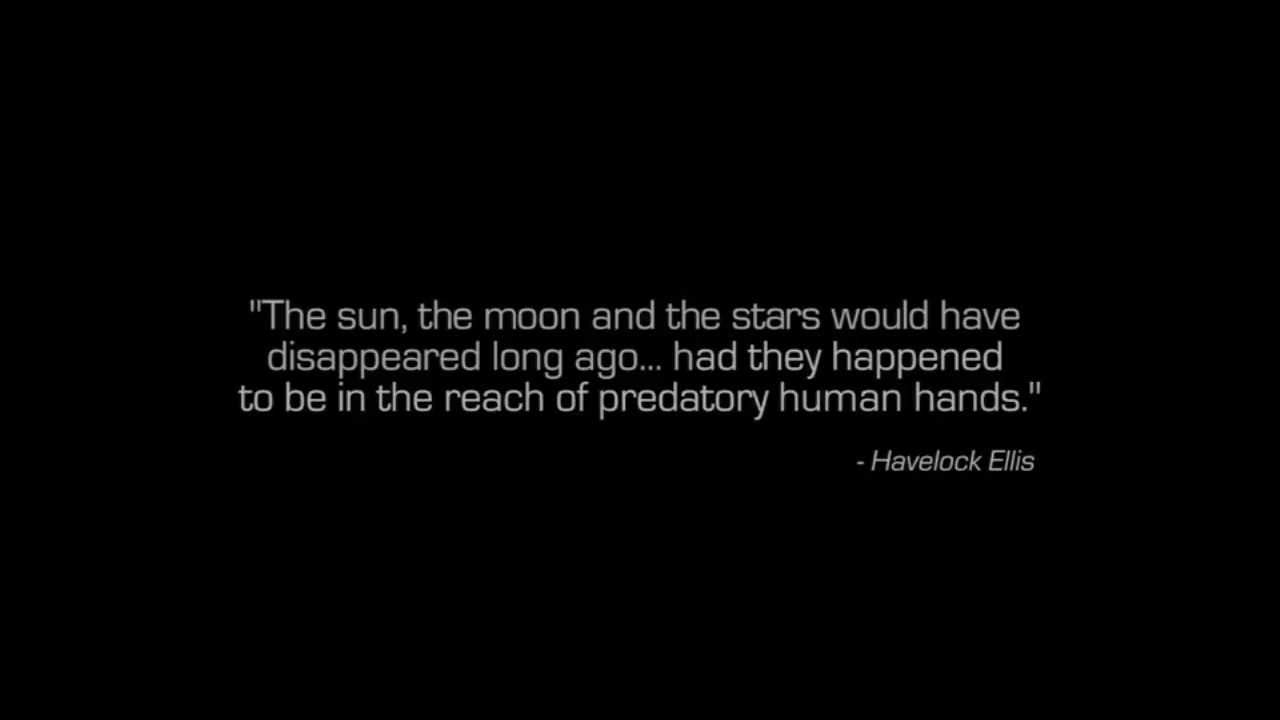 "The sun, the moon and the stars would have
disappeared long ago... had they happened
to be in the reach of predatory human hands."
- Havelock Ellis